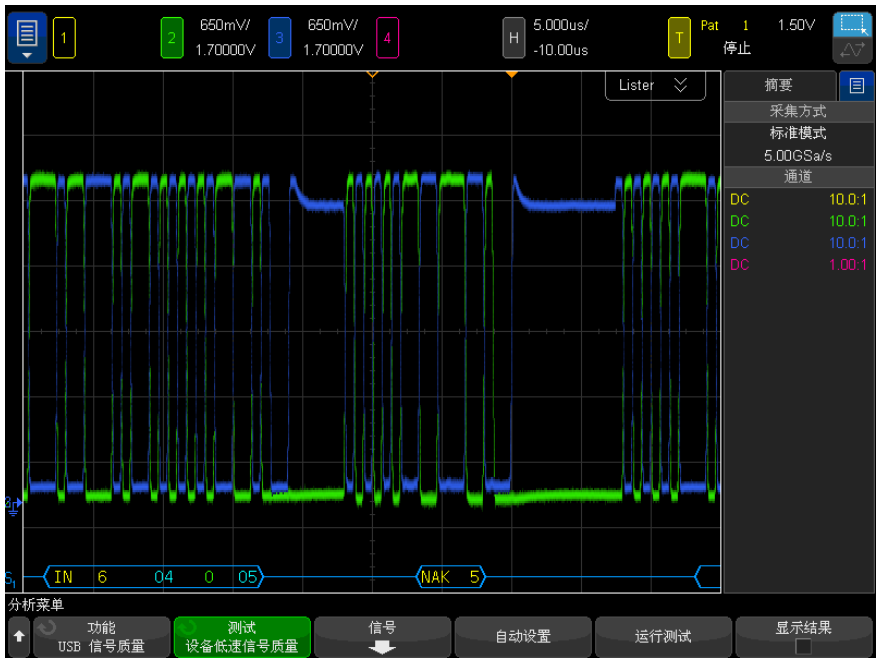 1
2
650mV/
1.70000V
3
650mV/
1.70000V
4
H
5.000us/
-10.00us
T
Pat 1 1.50V
停止
Lister
摘要
采集方式
标准模式
5.00GSa/s
通道
DC 10.0:1
DC 10.0:1
DC 10.0:1
DC 1.00:1
2
S1
IN 6 04 0 05
NAK 5
分析菜单
功能
USB 信号质量
测试
设备低速信号质量
信号
自动设置
运行测试
显示结果